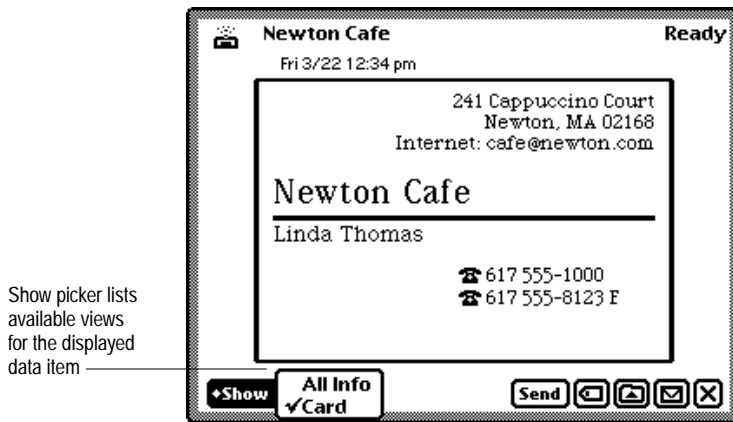 Newton Cafe Ready
Fri 3/22 12:34 pm
241 Cappuccino Court
Newton, MA 02168
Internet: cafe@newton.com
Newton Cafe
Linda Thomas
☎ 617 555-1000
☎ 617 555-8123 F
Show picker lists
available views
for the displayed
data item
All Info
♦Show ✓Card Send